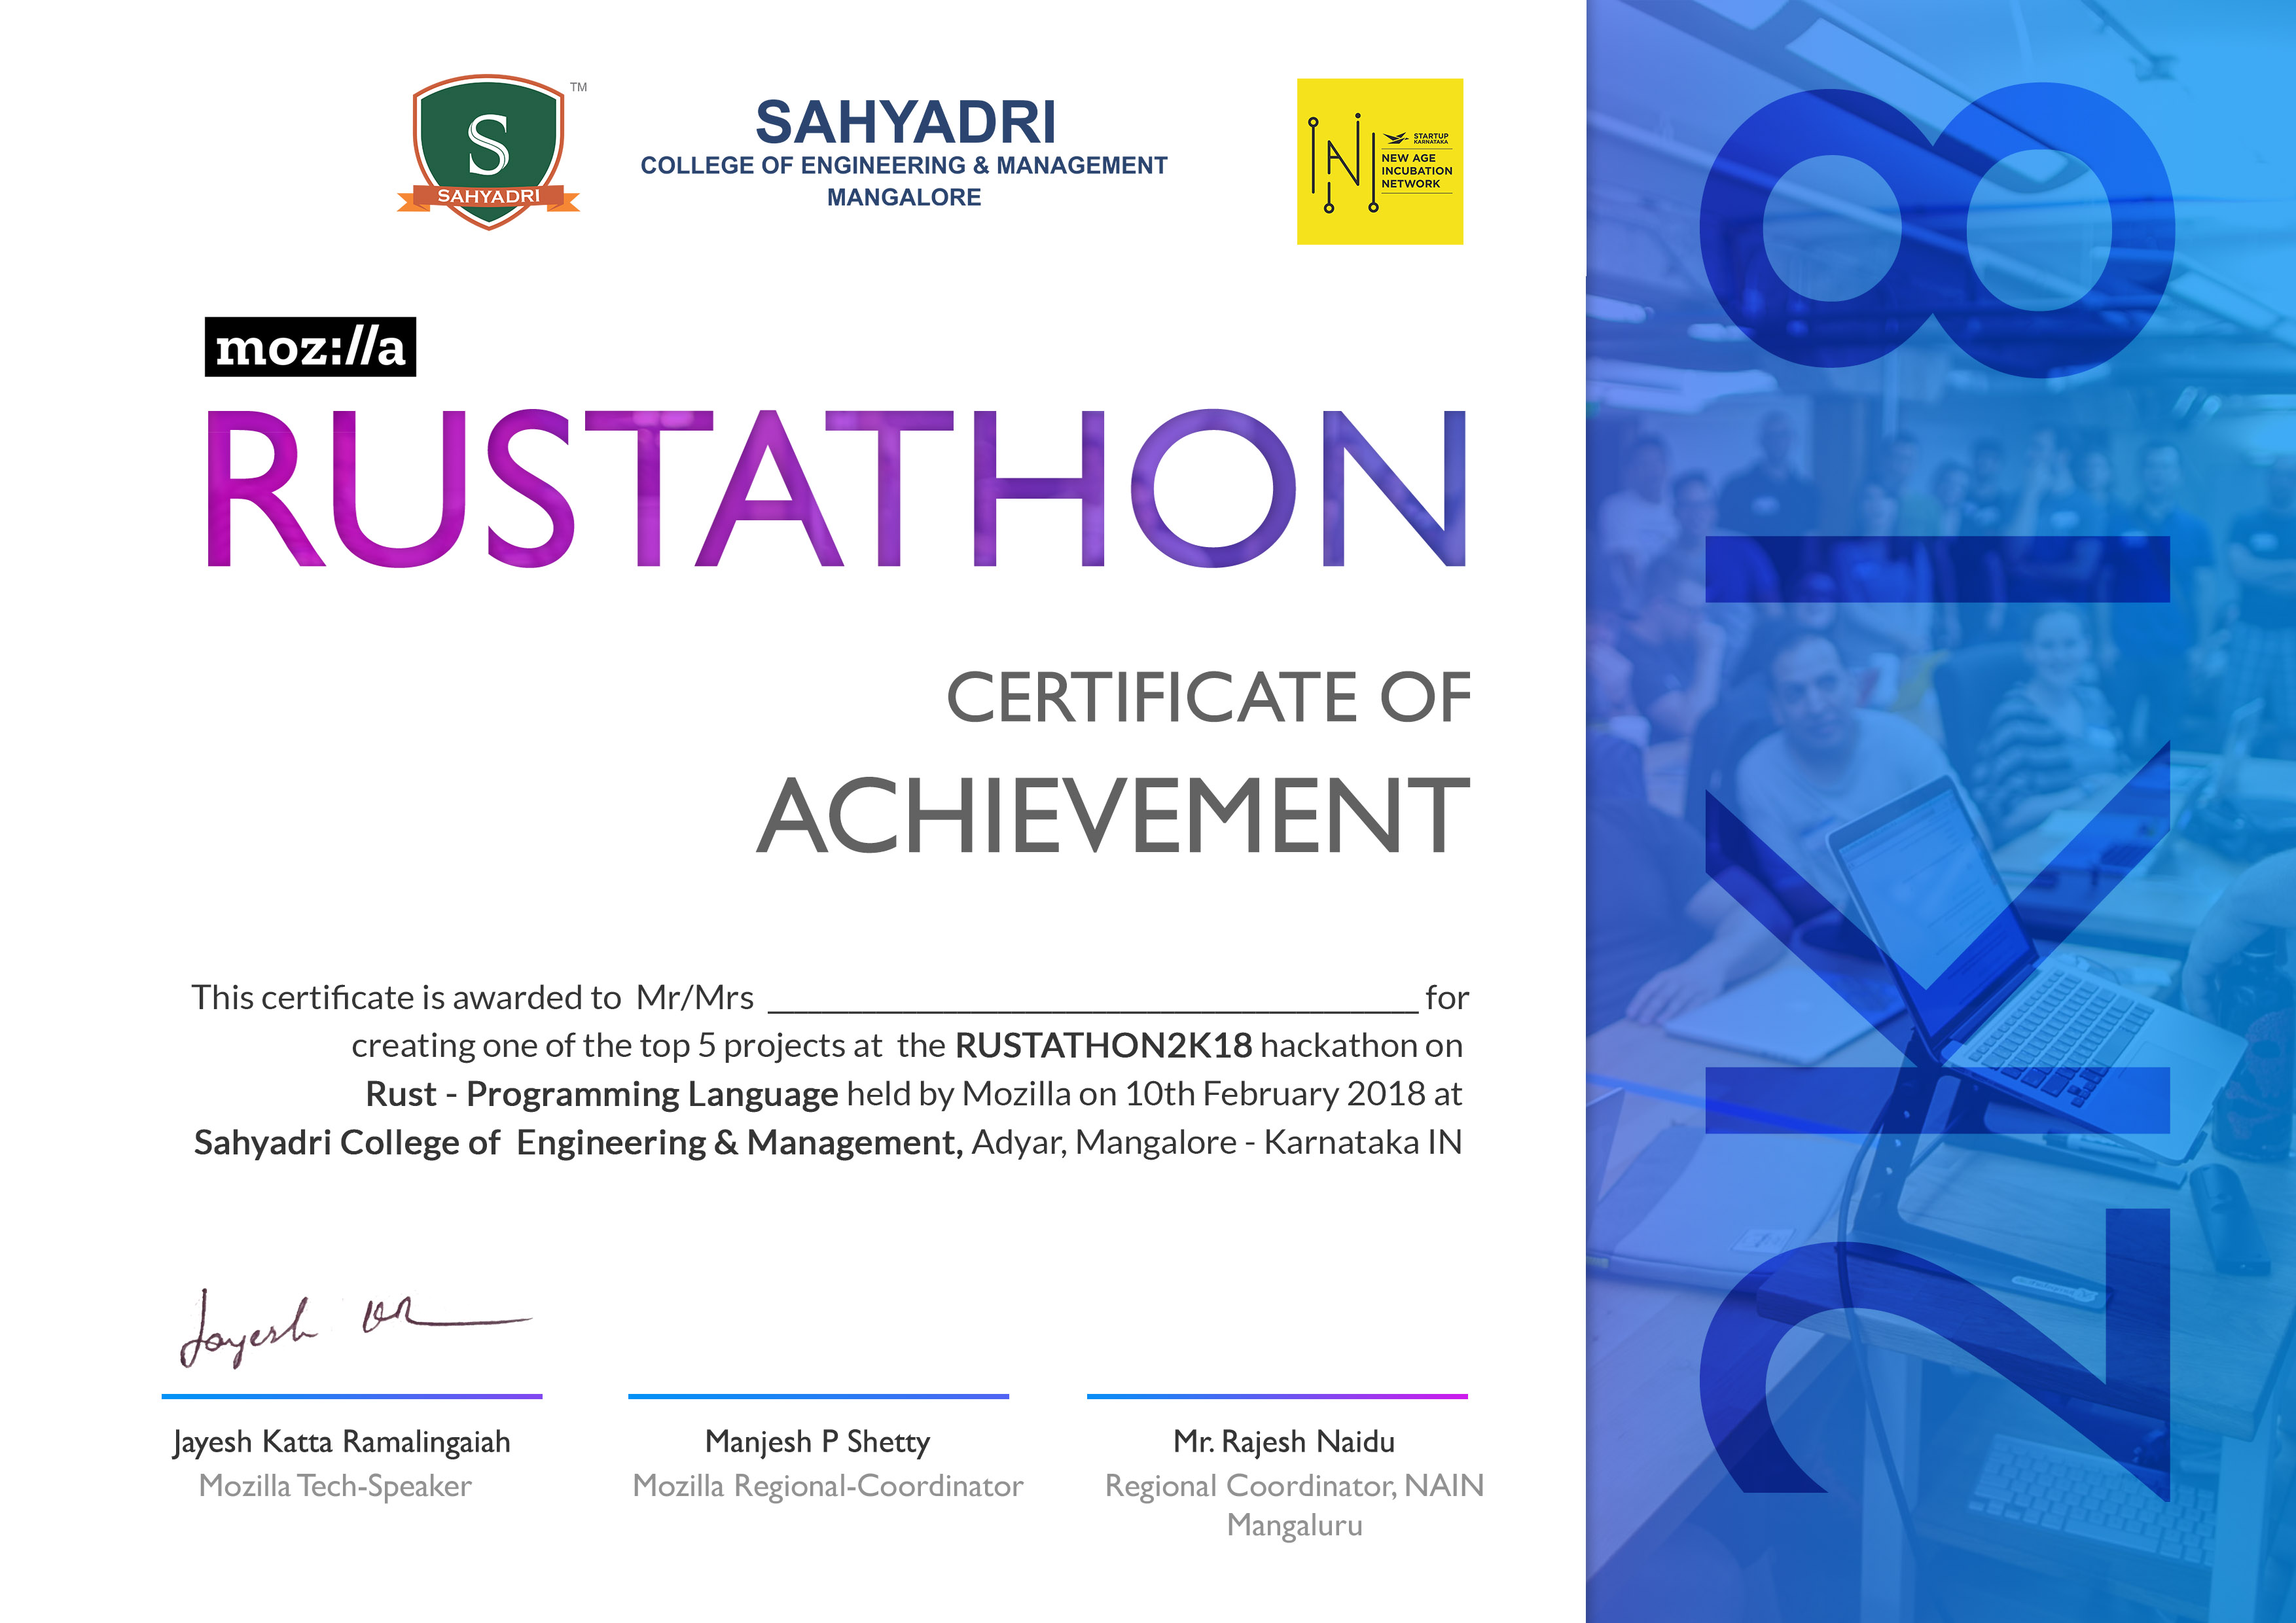 S
SAHYADRI
TM
SAHYADRI
COLLEGE OF ENGINEERING & MANAGEMENT
MANGALORE
STARTUP
KARNATAKA
NEW AGE
INCUBATION
NETWORK
moz://a
RUSTATHON
CERTIFICATE OF
ACHIEVEMENT
This certificate is awarded to Mr/Mrs ________________________________ for
creating one of the top 5 projects at the RUSTATHON2K18 hackathon on
Rust - Programming Language held by Mozilla on 10th February 2018 at
Sahyadri College of Engineering & Management, Adyar, Mangalore - Karnataka IN
Jayesh
Jayesh Katta Ramalingaiah
Mozilla Tech-Speaker
Manjesh P Shetty
Mozilla Regional-Coordinator
Mr. Rajesh Naidu
Regional Coordinator, NAIN
Mangaluru
2K18